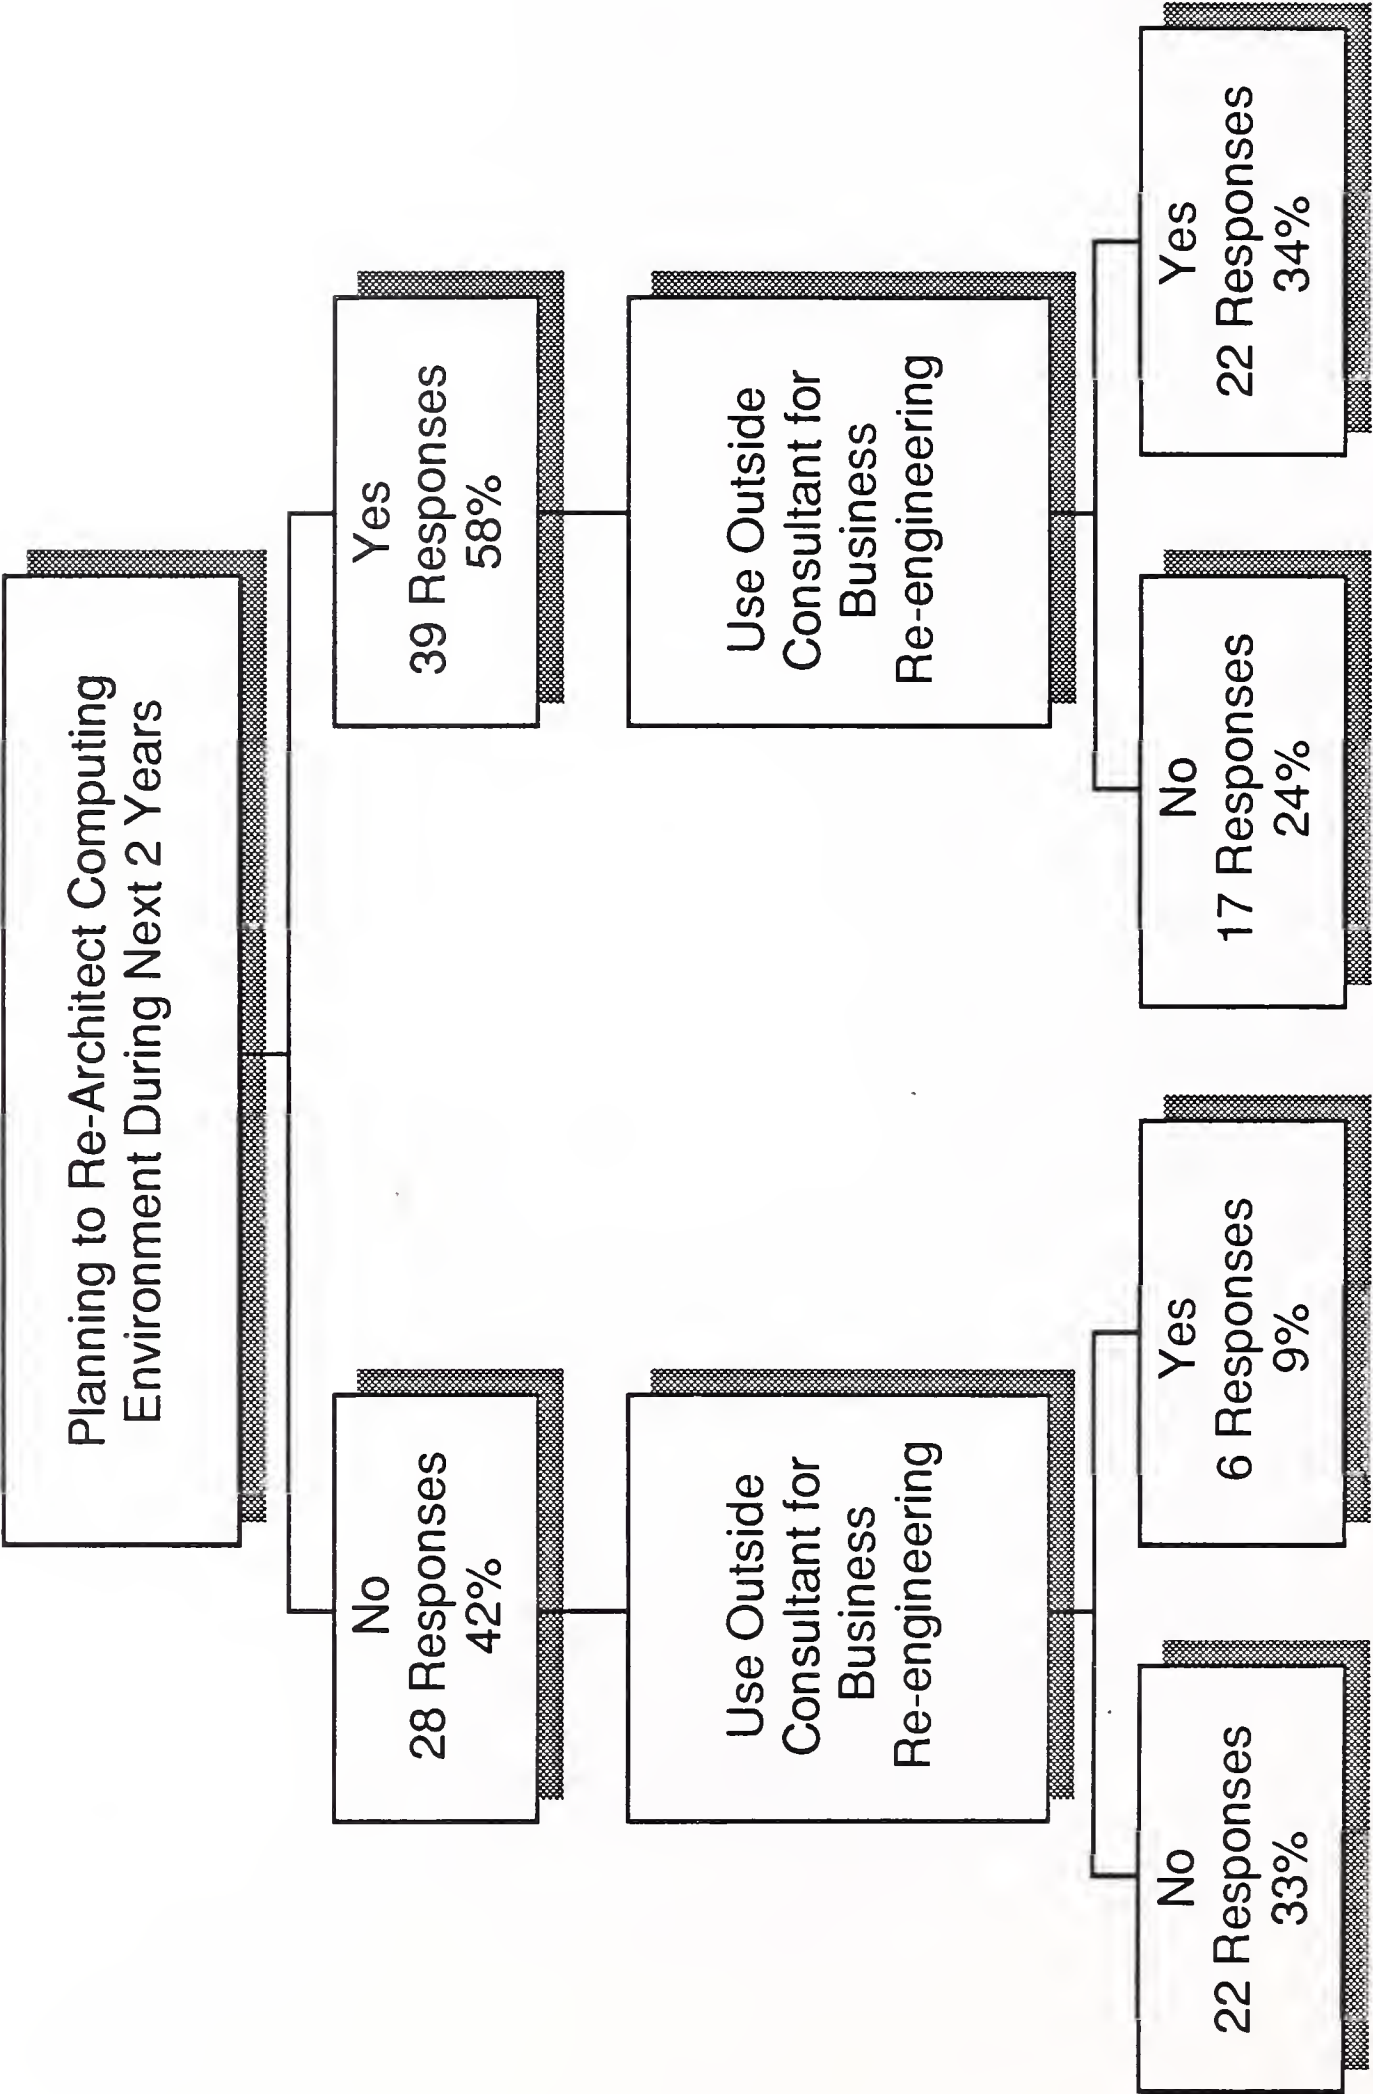 Planning to Re-Architect Computing
Environment During Next 2 Years
No
28 Responses
42%
Yes
39 Responses
58%
Use Outside
Consultant for
Business
Re-engineering
Use Outside
Consultant for
Business
Re-engineering
No
22 Responses
33%
Yes
6 Responses
9%
No
17 Responses
24%
Yes
22 Responses
34%